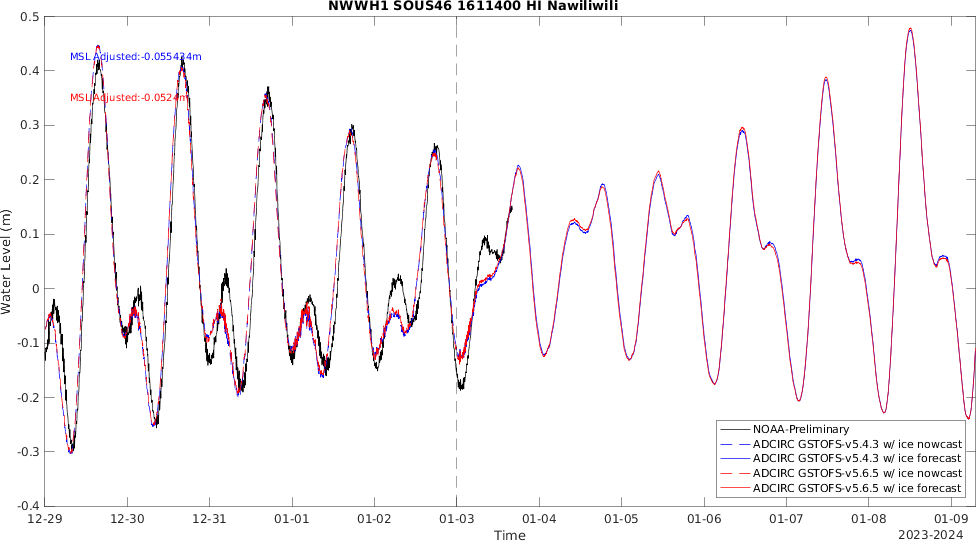 NWWH1 SOUS46 1611400 HI Nawiliwili
MSL Adjusted:-0.055434m
MSL Adjusted:-0.0524m
Water Level (m)
0.5
0.4
0.3
0.2
0.1
0
-0.1
-0.2
-0.3
-0.4
NOAA-Preliminary
ADCIRC GSTOFS-v5.4.3 w/ ice nowcast
ADCIRC GSTOFS-v5.4.3 w/ ice forecast
ADCIRC GSTOFS-v5.6.5 w/ ice nowcast
ADCIRC GSTOFS-v5.6.5 w/ ice forecast
12-29 12-30 12-31 01-01 01-02 01-03 01-04 01-05 01-06 01-07 01-08 01-09
Time
2023-2024